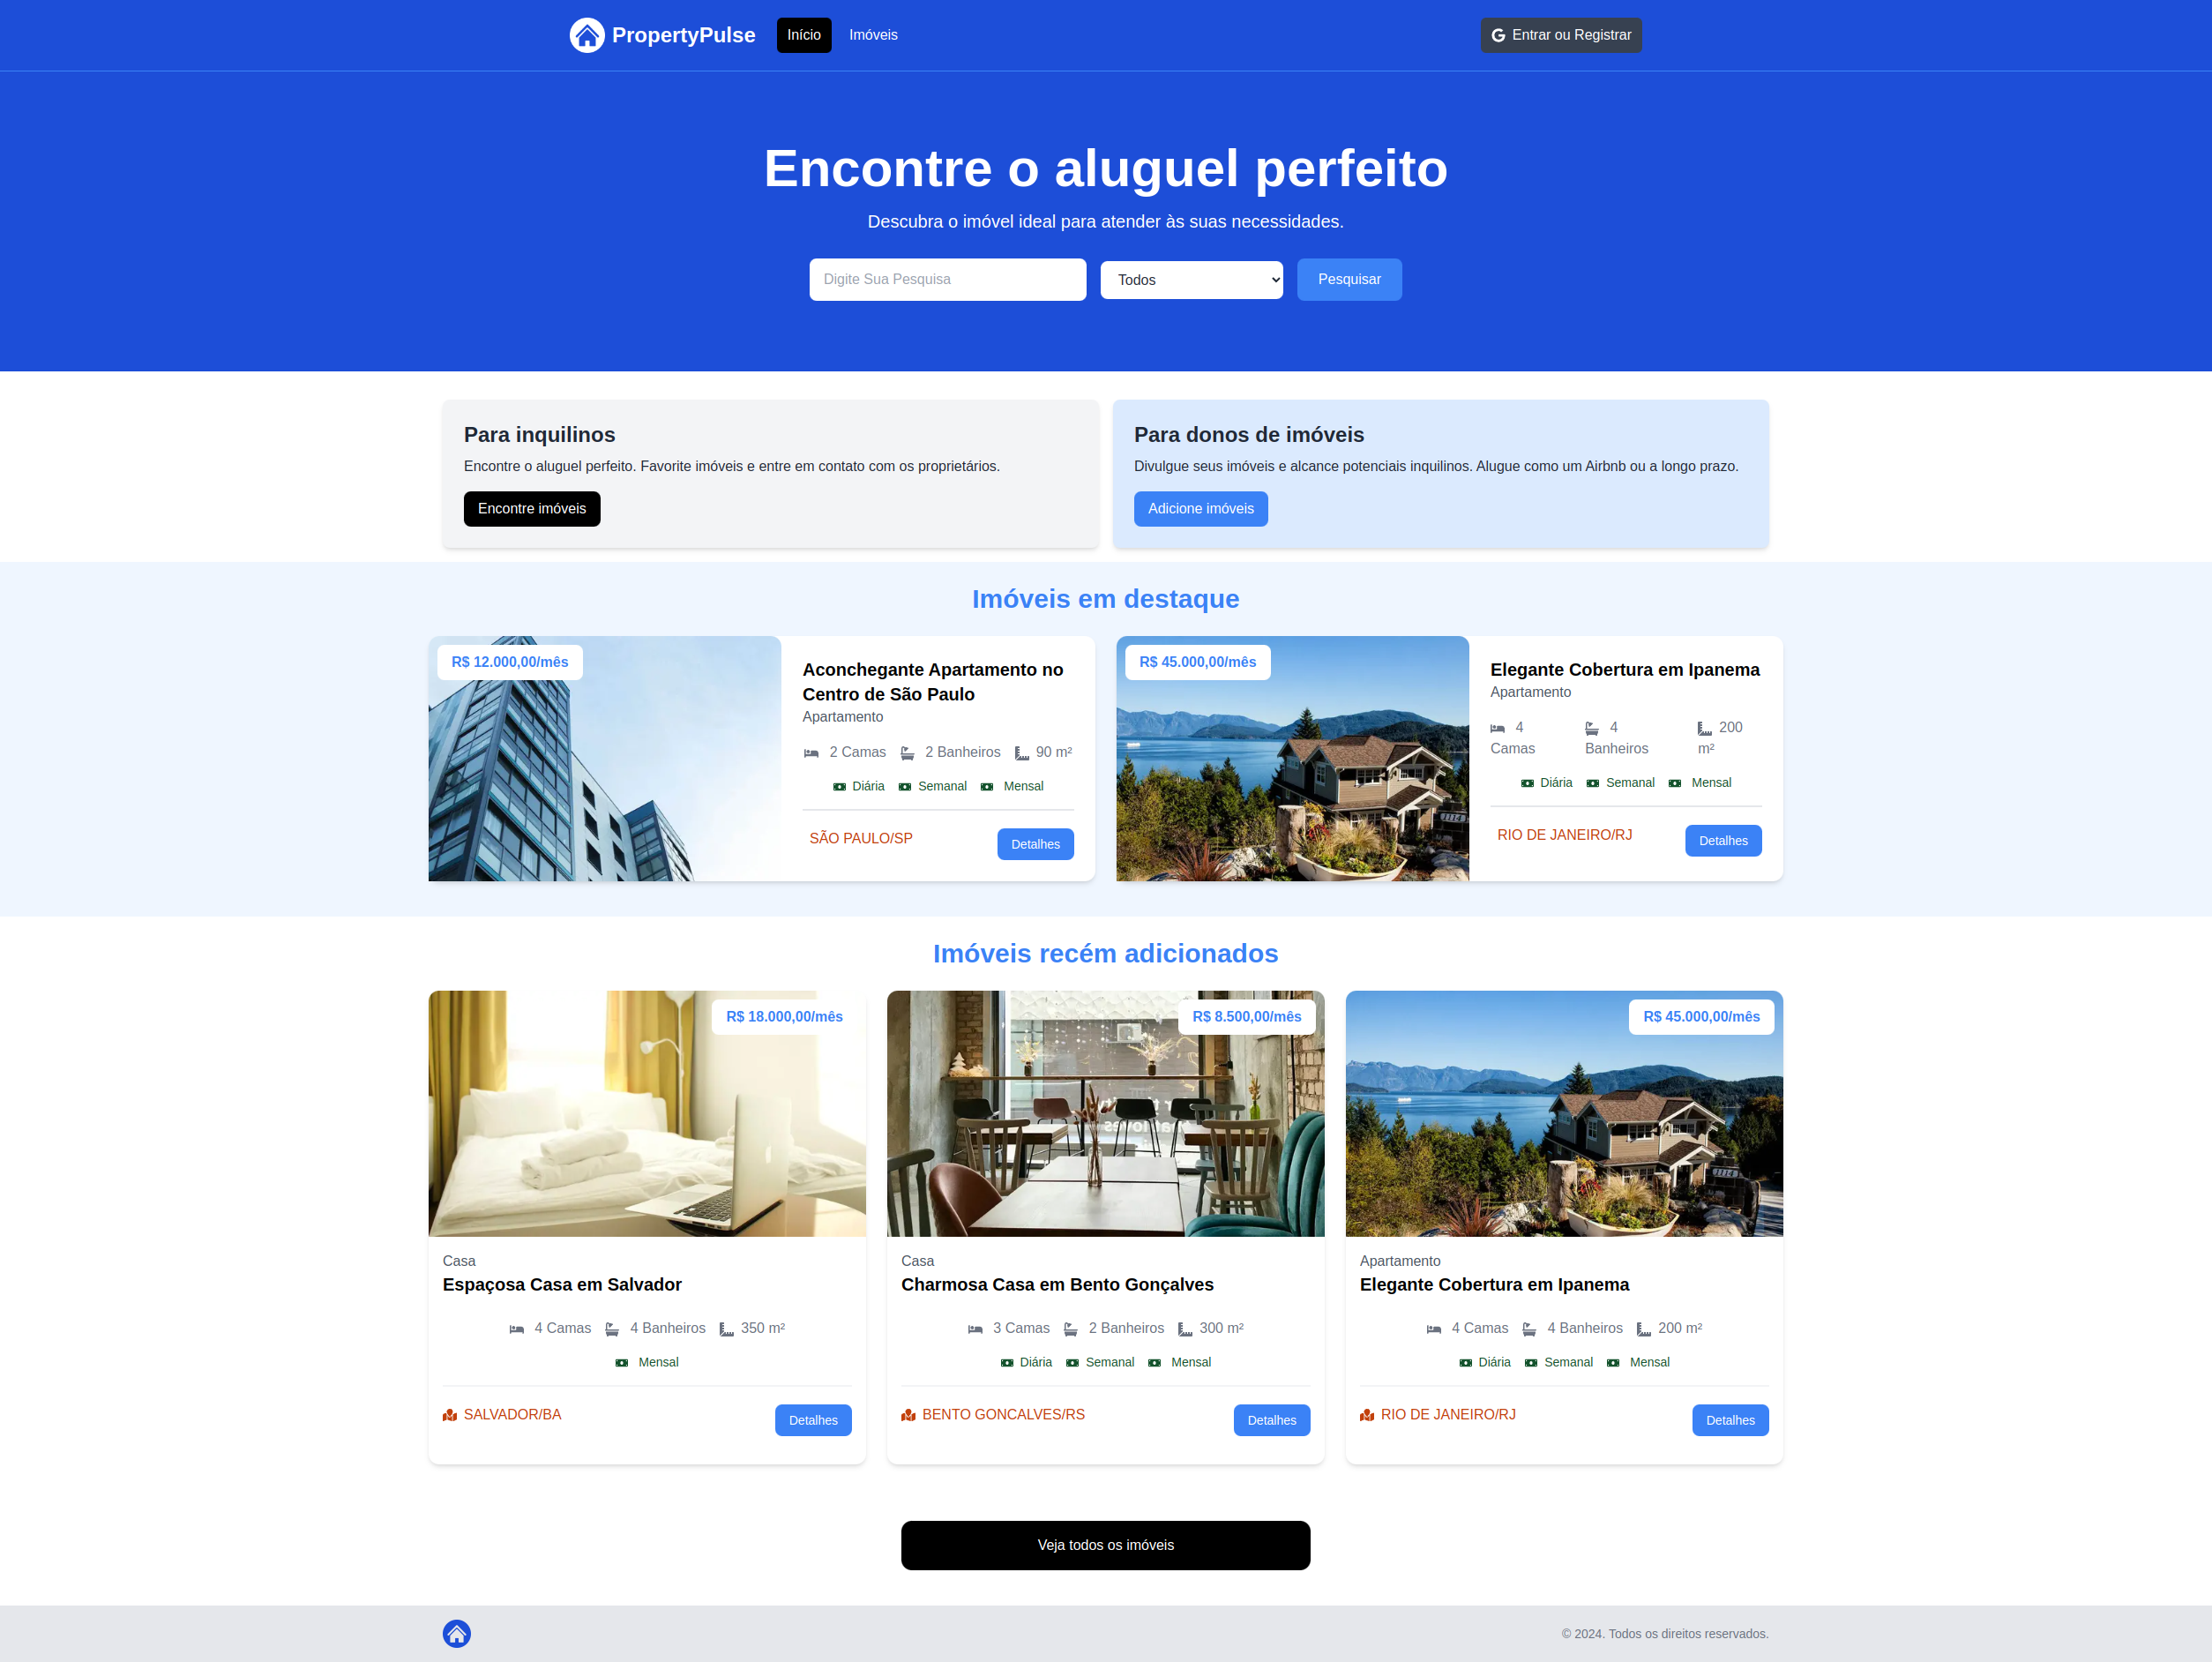 PropertyPulse
Início
Imóveis
Entrar ou Registrar
Encontre o aluguel perfeito
Descubra o imóvel ideal para atender às suas necessidades.
Digite Sua Pesquisa
Todos
Pesquisar
Para inquilinos
Encontre o aluguel perfeito. Favorite imóveis e entre em contato com os proprietários.
Encontre imóveis
Para donos de imóveis
Divulgue seus imóveis e alcance potenciais inquilinos. Alugue como um Airbnb ou a longo prazo.
Adicione imóveis
Imóveis em destaque
R$ 12.000,00/mês
Aconchegante Apartamento no
Centro de São Paulo
Apartamento
2 Camas 2 Banheiros 90 m²
Diária Semanal Mensal
SÃO PAULO/SP
Detalhes
R$ 45.000,00/mês
1114
Elegante Cobertura em Ipanema
Apartamento
4 Camas
4 Banheiros
200 m²
Diária Semanal Mensal
RIO DE JANEIRO/RJ
Detalhes
Imóveis recém adicionados
R$ 18.000,00/mês
Casa
Espaçosa Casa em Salvador
4 Camas 4 Banheiros 350 m²
Mensal
SALVADOR/BA
Detalhes
R$ 8.500,00/mês
Casa
Charmosa Casa em Bento Gonçalves
3 Camas 2 Banheiros 300 m²
Diária Semanal Mensal
BENTO GONCALVES/RS
Detalhes
R$ 45.000,00/mês
1114
Apartamento
Elegante Cobertura em Ipanema
4 Camas 4 Banheiros 200 m²
Diária Semanal Mensal
RIO DE JANEIRO/RJ
Detalhes
Veja todos os imóveis
© 2024. Todos os direitos reservados.